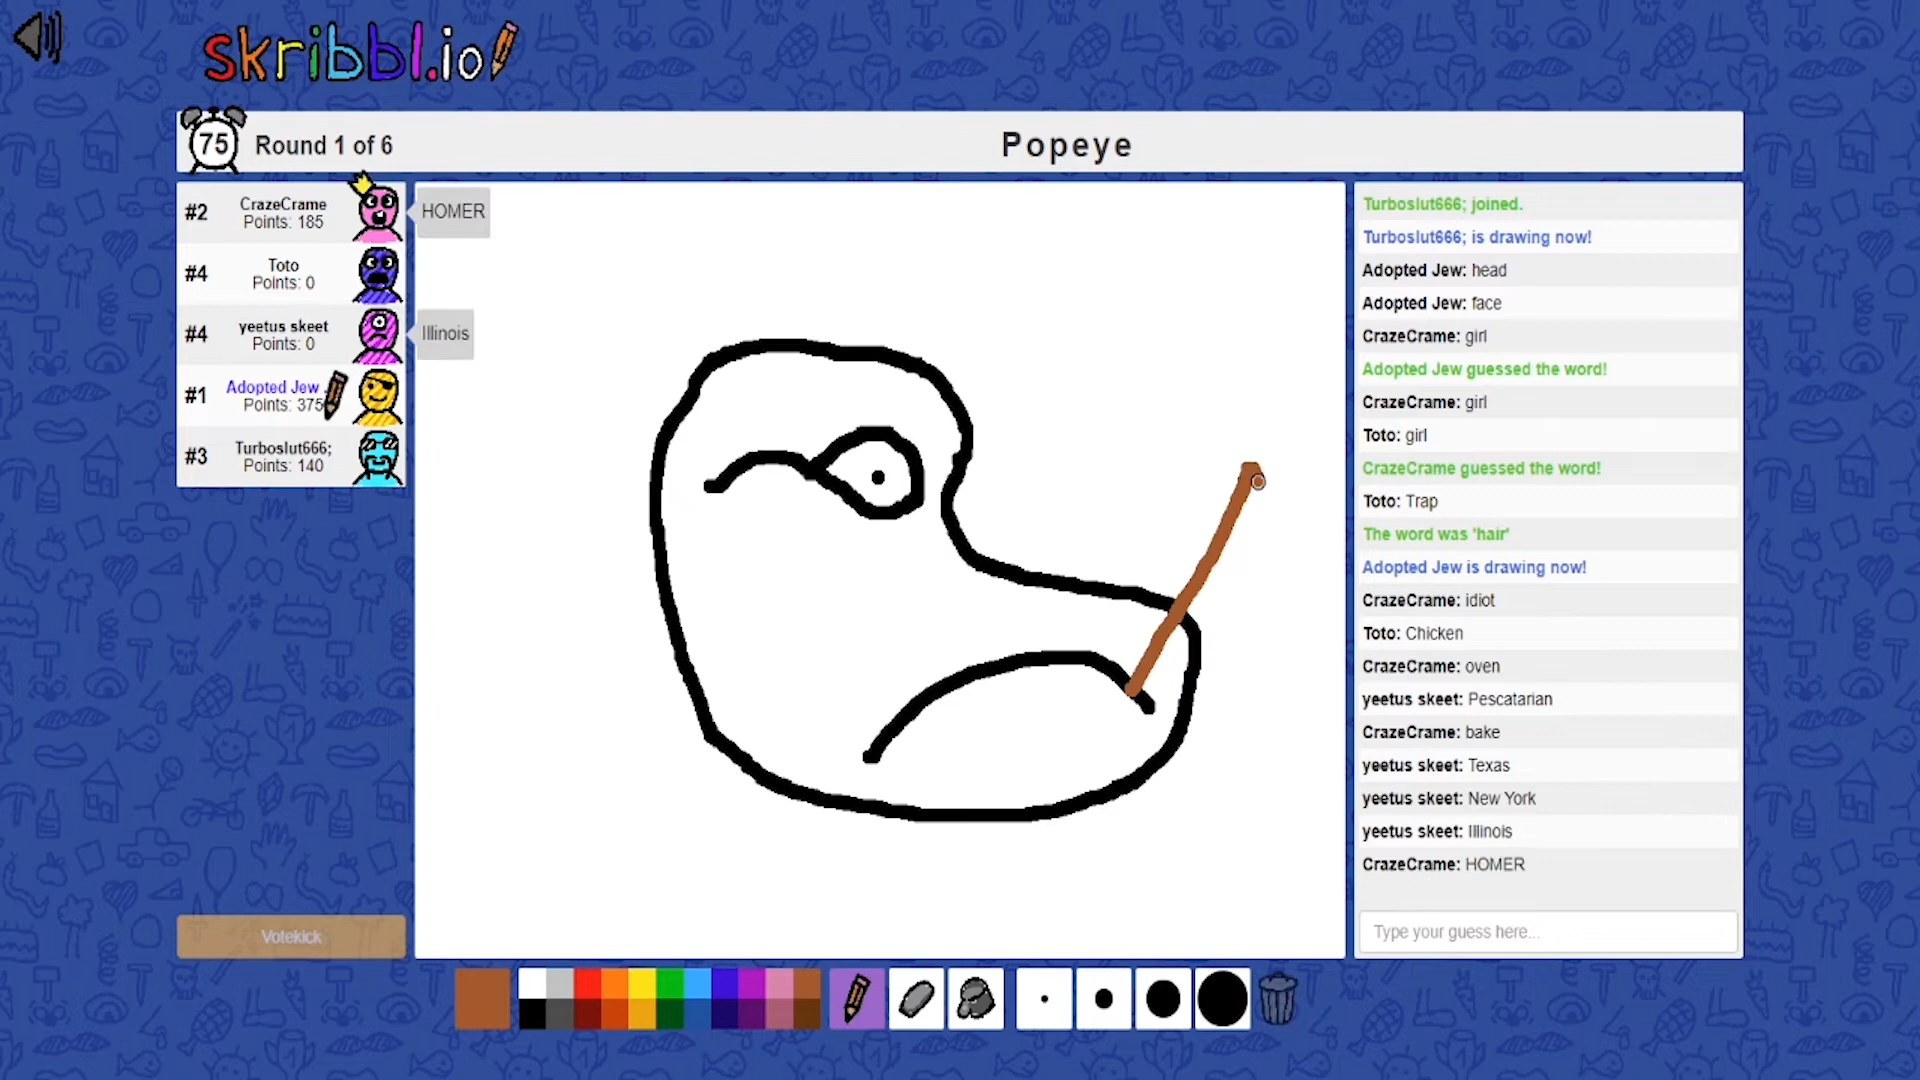 skribbl.io
75
Round 1 of 6
Popeye
#2
CrazeCrame
Points: 185
HOMER
#4
Toto
Points: 0
#4
yeetus skeet
Points: 0
Illinois
#1
Adopted Jew
Points: 375
#3
Turboslut666;
Points: 140
Votekick
Turboslut666; joined.
Turboslut666; is drawing now!
Adopted Jew: head
Adopted Jew: face
CrazeCrame: girl
Adopted Jew guessed the word!
CrazeCrame: girl
Toto: girl
CrazeCrame guessed the word!
Toto: Trap
The word was 'hair'
Adopted Jew is drawing now!
CrazeCrame: idiot
Toto: Chicken
CrazeCrame: oven
yeetus skeet: Pescatarian
CrazeCrame: bake
yeetus skeet: Texas
yeetus skeet: New York
yeetus skeet: Illinois
CrazeCrame: HOMER
Type your guess here...